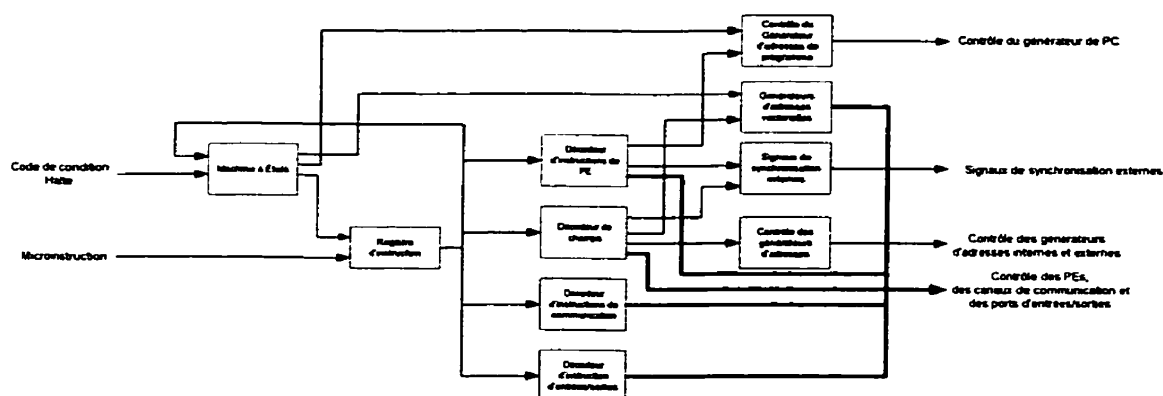 Contrôle du
Générateur
d'adresses de
programme
Contrôle du générateur de PC
Générateurs
d'adresses
vectorielles
Code de condition
Halte
Machine à États
Décodeur
d'instructions de
PE
Signaux de
synchronisation
externes
Signaux de synchronisation externes
Microinstruction
Registre
d'instruction
Décodeur de
champs
Contrôle des
générateurs
d'adresses
Contrôle des génerateurs
d'adresses internes et externes
Contrôle des PEs,
des canaux de communication et
des ports d'entrées/sorties
Décodeur
d'instructions de
communication
Décodeur
d'instruction
d'entrées/sorties